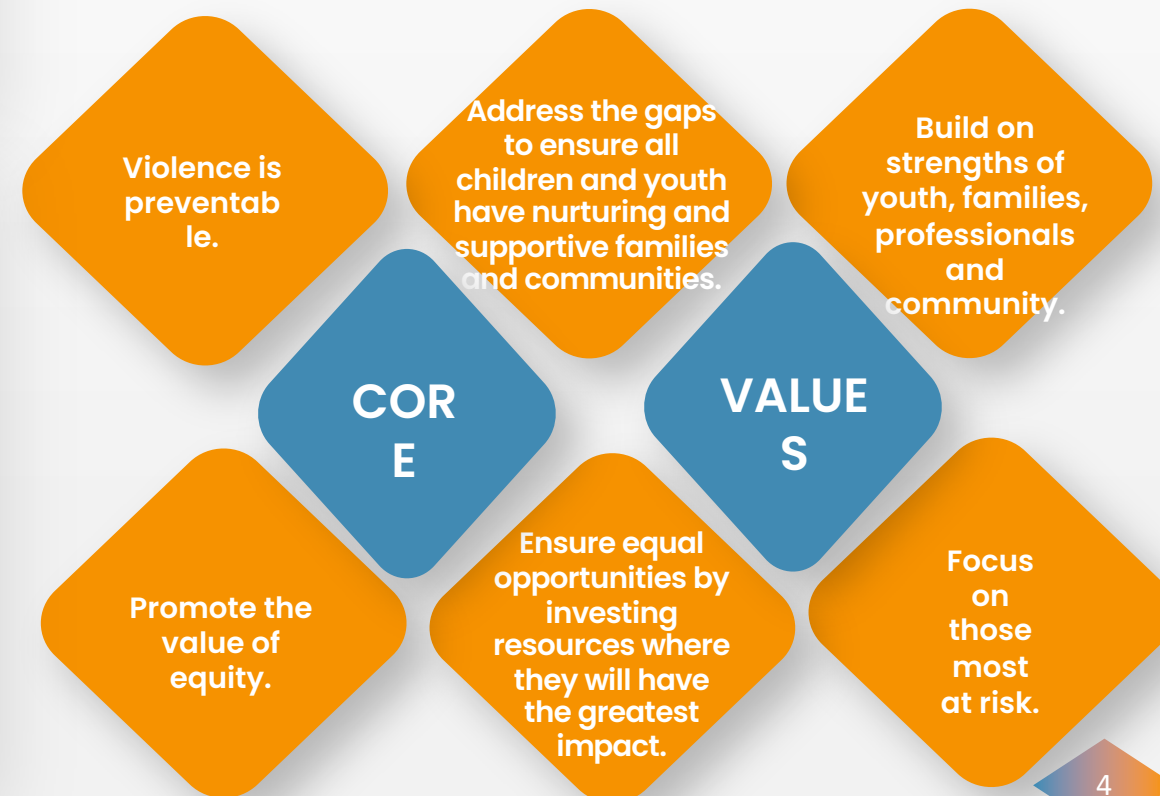 Violence is
preventab
le.
Address the gaps
to ensure all
children and youth
have nurturing and
supportive families
and communities.
Build on
strengths of
youth, families,
professionals
and
community.
COR
E
VALUE
S
Promote the
value of
equity.
Ensure equal
opportunities by
investing
resources where
they will have
the greatest
impact.
Focus
on
those
most
at risk.
4